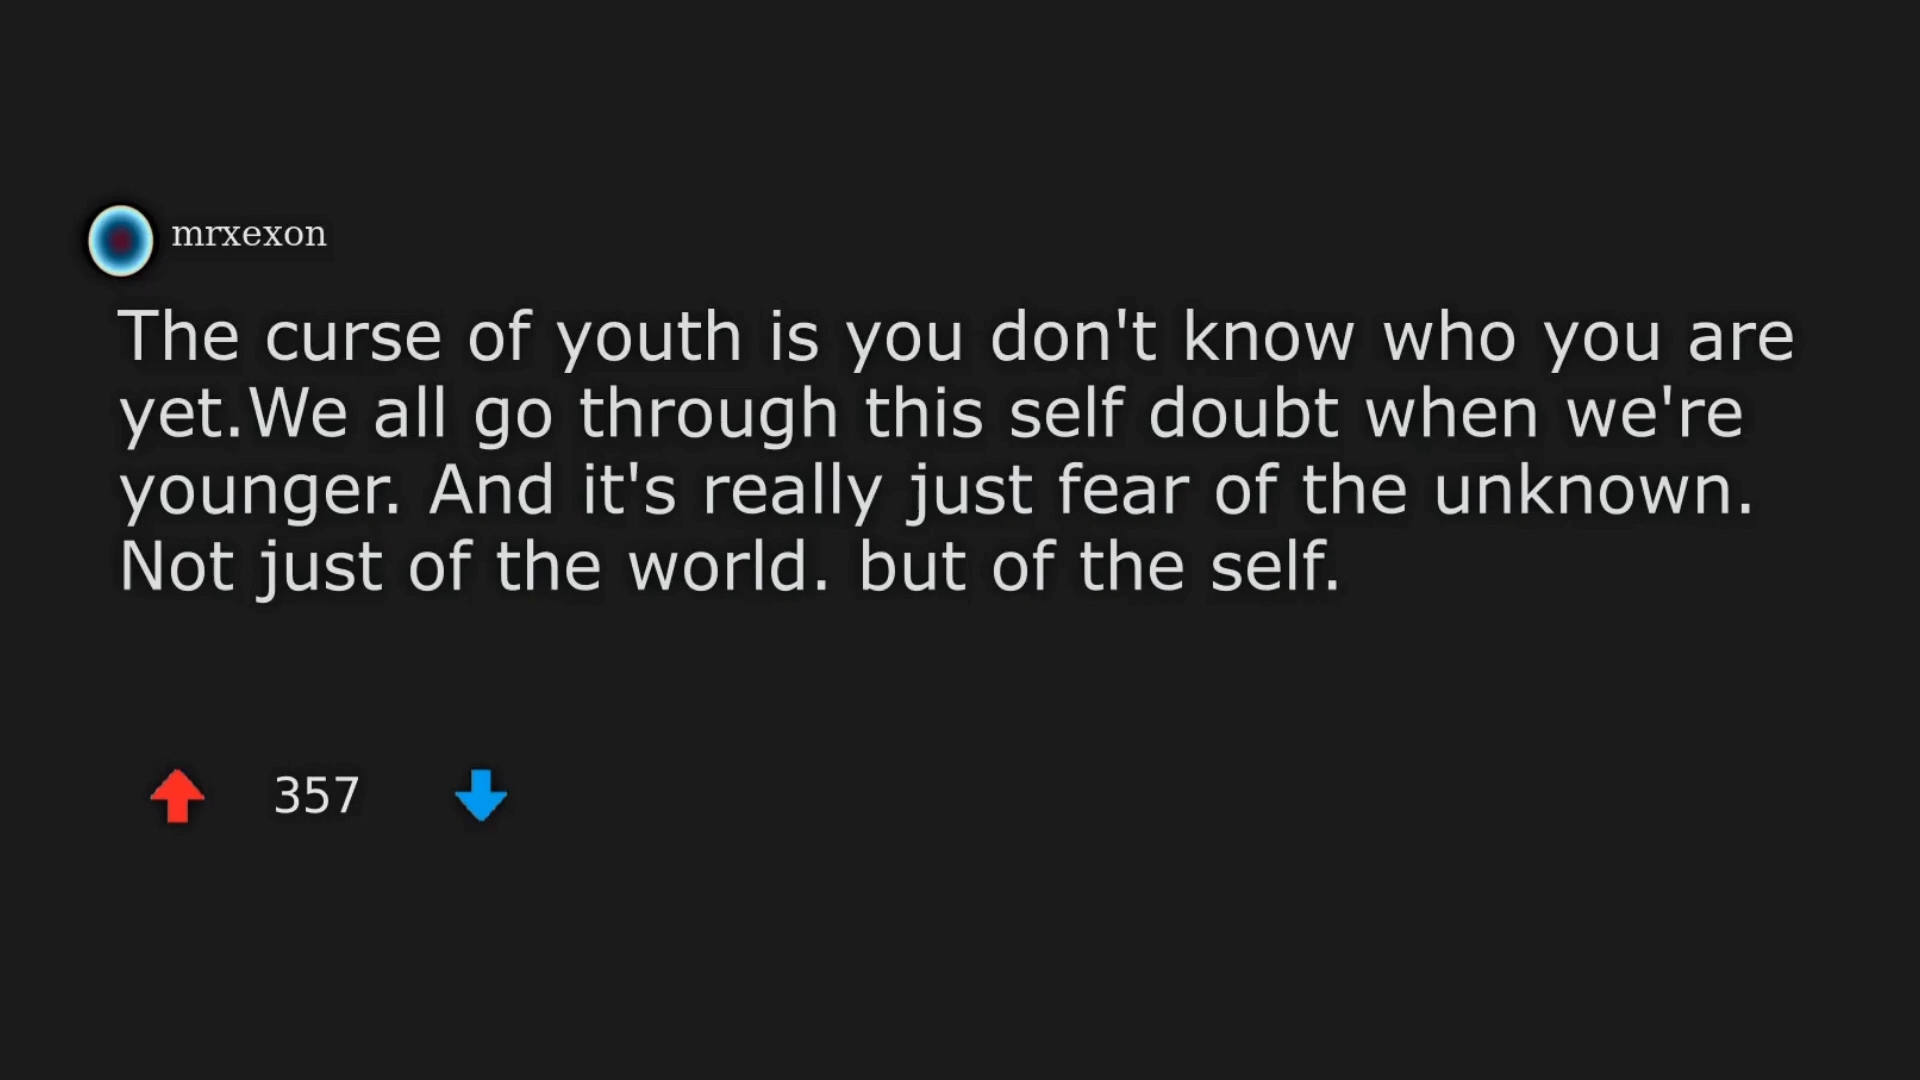 mrxexon
The curse of youth is you don't know who you are
yet.We all go through this self doubt when we're
younger. And it's really just fear of the unknown.
Not just of the world. but of the self.
357